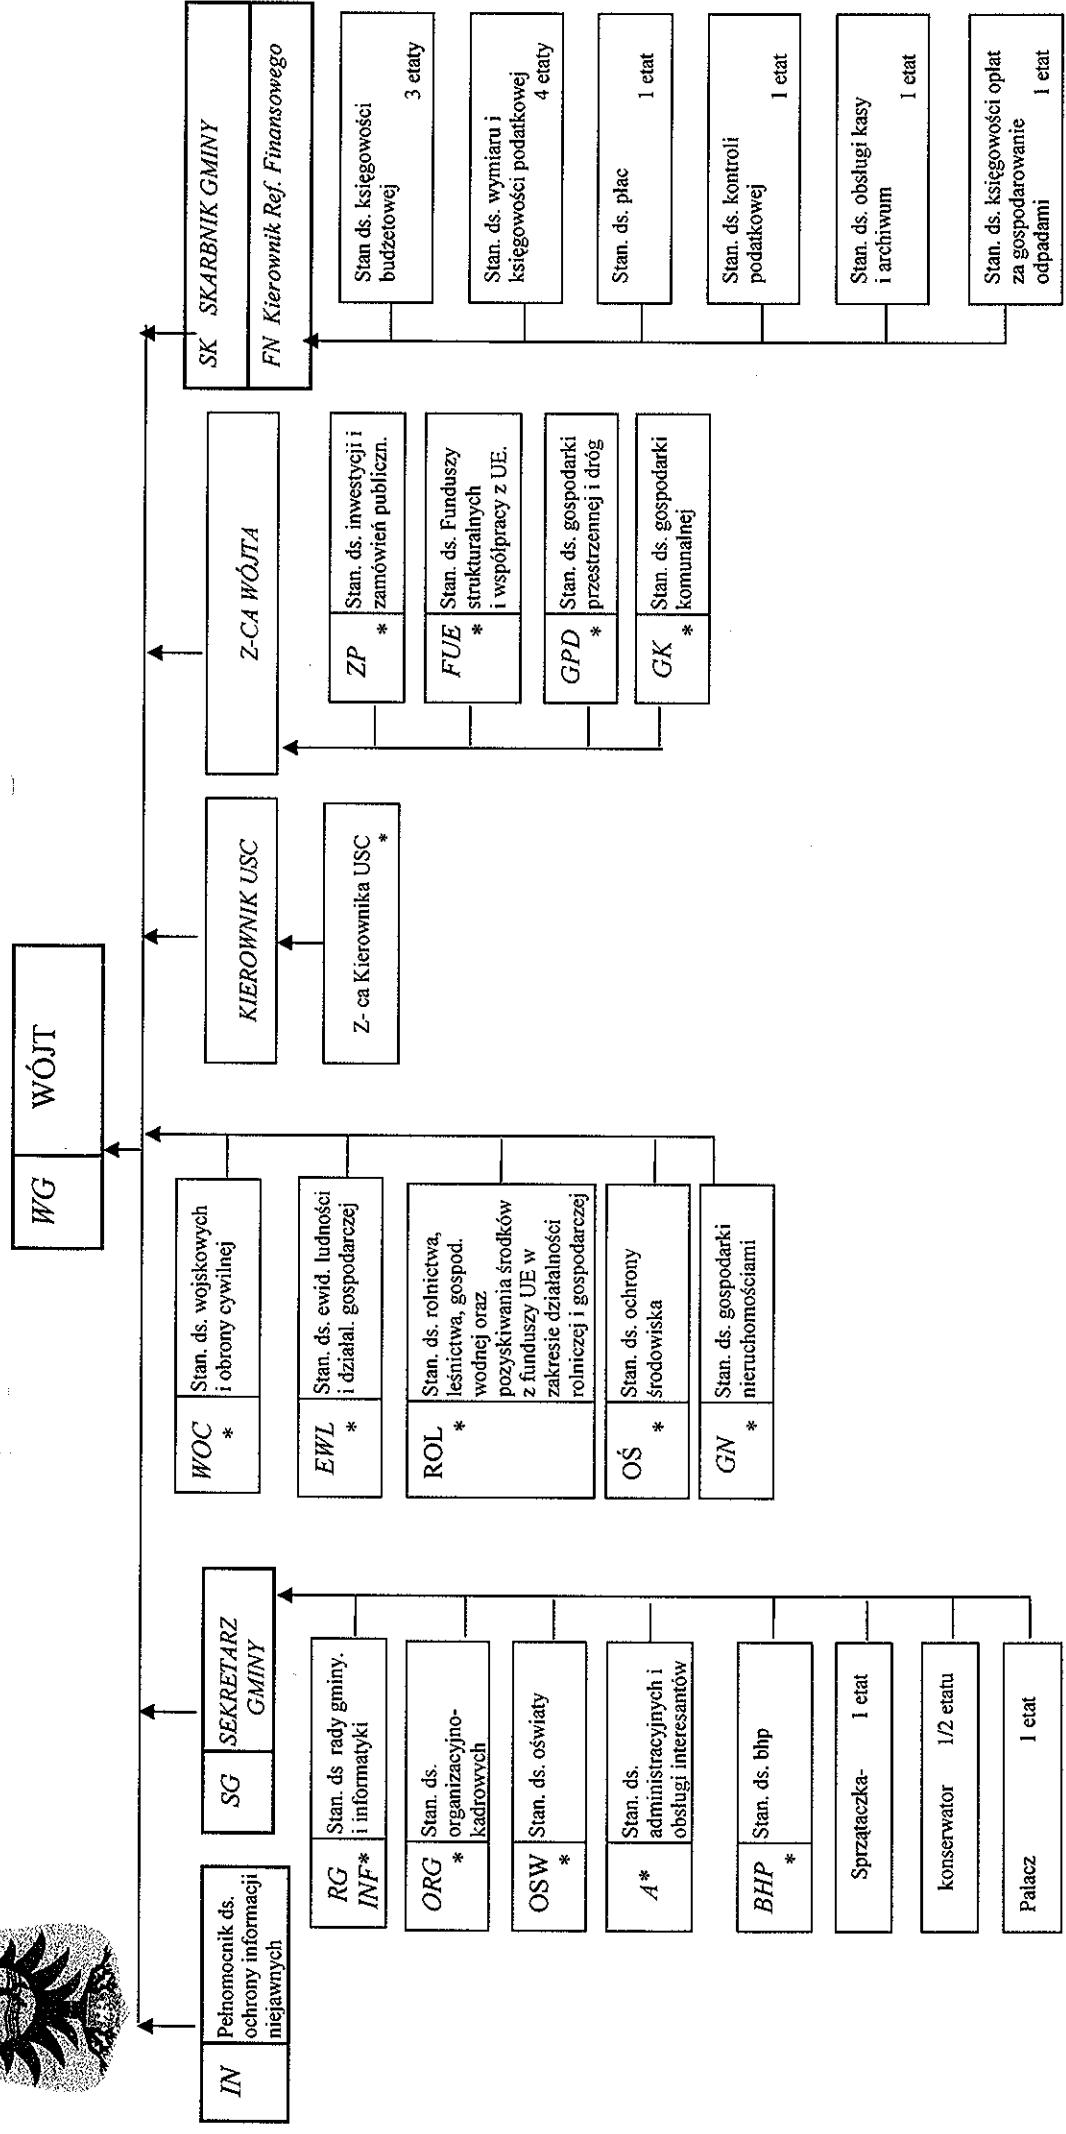 WG WÓJT
IN Pełnomocnik ds.
ochrony informacji
niejawnych
SG SEKRETARZ
GMINY
RG
INF* Stan. ds rady gminy.
i informatyki
ORG
* Stan. ds.
organizacyjno-
kadrowych
OSW
* Stan. ds. oświaty
A* Stan. ds.
administracyjnych i
obsługi interesantów
BHP
* Stan. ds. bhp
Sprzątaczka- 1 etat
konserwator 1/2 etatu
Palacz 1 etat
WOC
* Stan. ds. wojskowych
i obrony cywilnej
EWL
* Stan. ds. ewid. ludności
i działal. gospodarczej
ROL
* Stan. ds. rolnictwa,
leśnictwa, gospod.
wodnej oraz
pozyskiwania środków
z funduszy UE w
zakresie działalności
rolniczej i gospodarczej
OŚ
* Stan. ds. ochrony
środowiska
GN
* Stan. ds. gospodarki
nieruchomościami
KIEROWNIK USC
Z- ca Kierownika USC
*
Z-CA WÓJTA
ZP
* Stan. ds. inwestycji i
zamówień publiczn.
FUE
* Stan. ds. Funduszy
strukturalnych
i współpracy z UE.
GPD
* Stan. ds. gospodarki
przestrzennej i dróg
GK
* Stan. ds. gospodarki
komunalnej
SK SKARBNIK GMINY
FN Kierownik Ref. Finansowego
Stan ds. księgowości
budżetowej
3 etaty
Stan. ds. wymiaru i
księgowości podatkowej
4 etaty
Stan. ds. płac
1 etat
Stan. ds. kontroli
podatkowej
1 etat
Stan. ds. obsługi kasy
i archiwum 1 etat
Stan. ds. księgowości opłat
za gospodarowanie
odpadami 1 etat